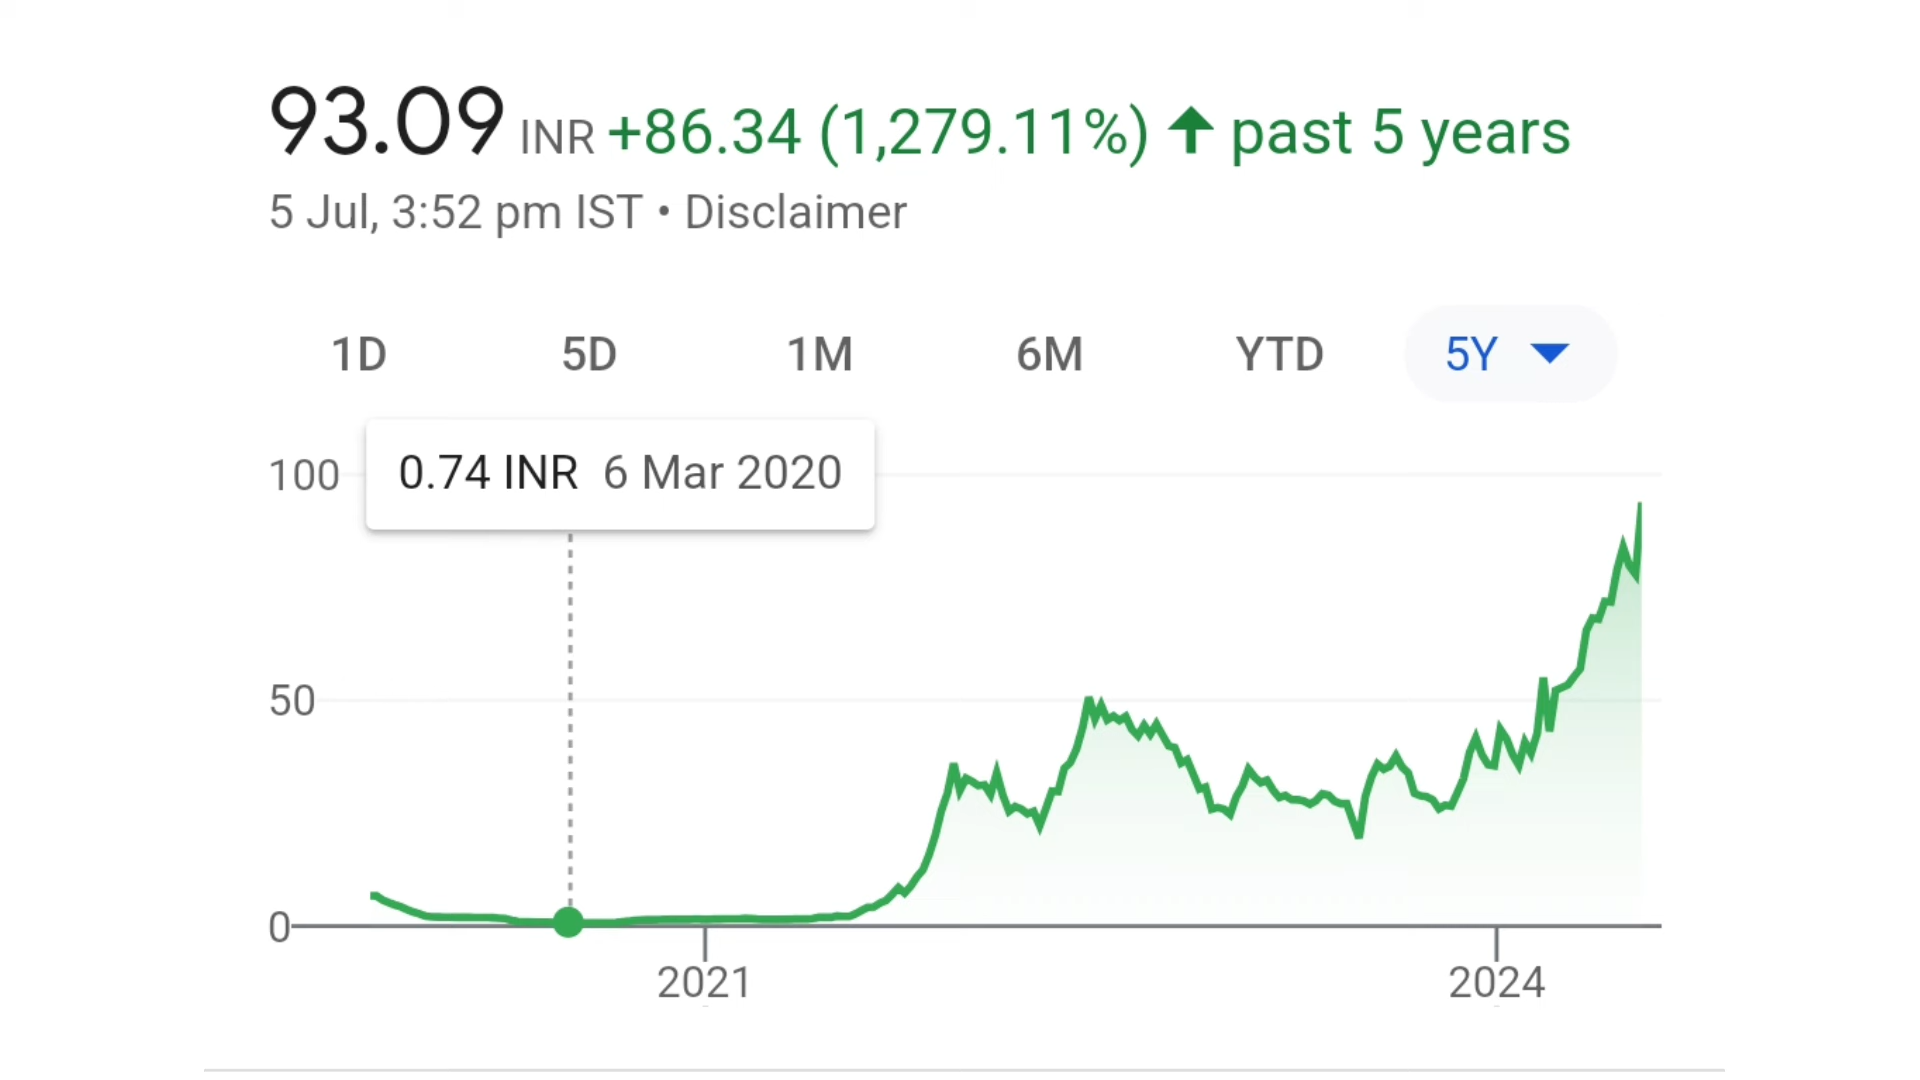 93.09 INR +86.34 (1,279.11%) ↑ past 5 years
5 Jul, 3:52 pm IST • Disclaimer
1D 5D 1M 6M YTD 5Y
0.74 INR 6 Mar 2020
100
50
0
2021 2024